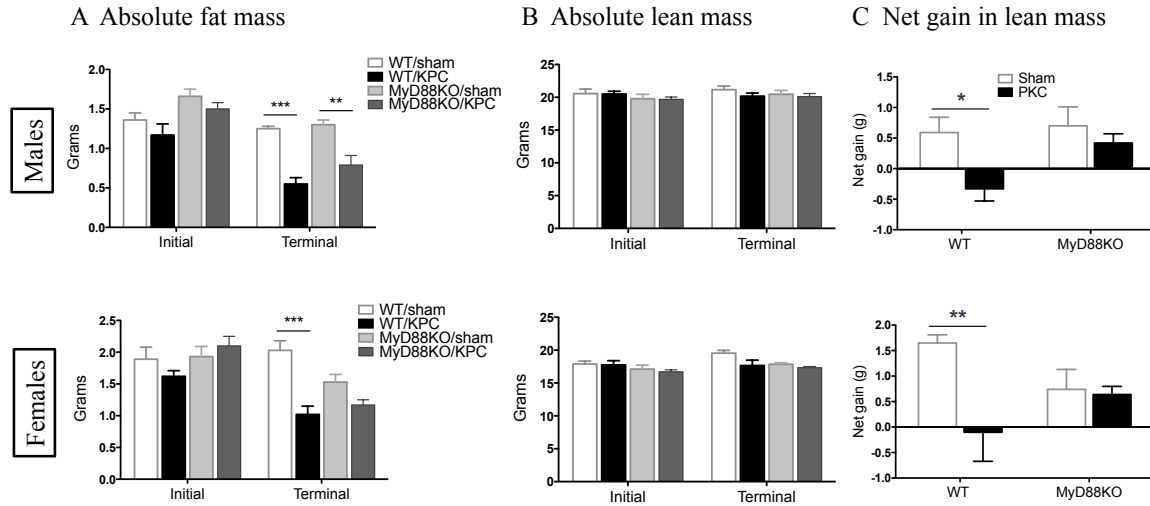 A Absolute fat mass
B Absolute lean mass
C Net gain in lean mass
Males
Grams
2.0
1.5
1.0
0.5
0.0
WT/sham
WT/KPC
MyD88KO/sham
MyD88KO/KPC
***
**
Initial
Terminal
Grams
25
20
15
10
5
0
Initial
Terminal
Net gain (g)
1.5
1.0
0.5
0.0
-0.5
-1.0
Sham
PKC
*
WT
MyD88KO
Females
Grams
2.5
2.0
1.5
1.0
0.5
0.0
WT/sham
WT/KPC
MyD88KO/sham
MyD88KO/KPC
***
Initial
Terminal
Grams
25
20
15
10
5
0
Initial
Terminal
Net gain (g)
2.0
1.5
1.0
0.5
0.0
-0.5
-1.0
**
WT
MyD88KO